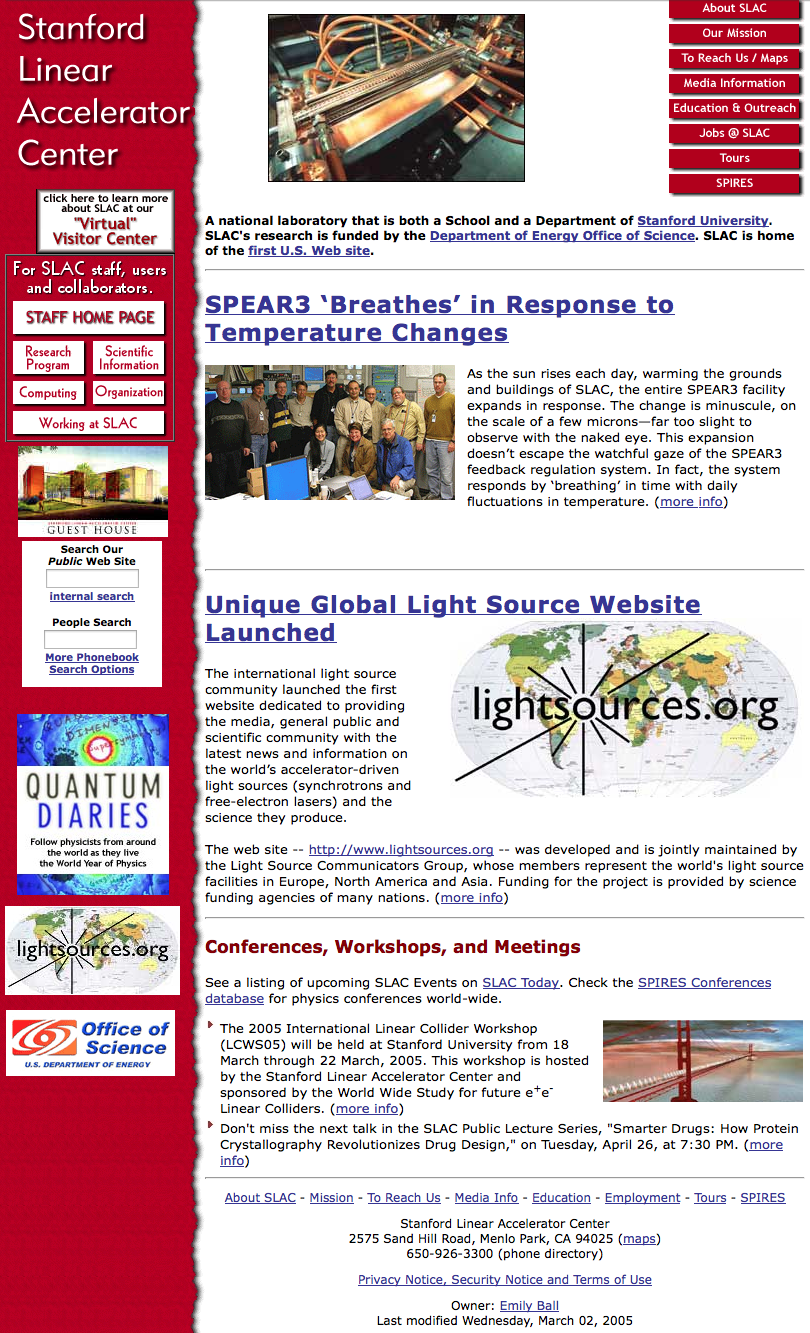 Stanford
Linear
Accelerator
Center
click here to learn more
about SLAC at our
"Virtual"
Visitor Center
For SLAC staff, users
and collaborators.
STAFF HOME PAGE
Research
Program
Scientific
Information
Computing
Organization
Working at SLAC
GUEST HOUSE
Search Our
Public Web Site
internal search
People Search
More Phonebook
Search Options
QUANTUM
DIARIES
Follow physicists from around
the world as they live
the World Year of Physics
lightsources.org
Office of
Science
U.S. DEPARTMENT OF ENERGY
About SLAC
Our Mission
To Reach Us / Maps
Media Information
Education & Outreach
Jobs @ SLAC
Tours
SPIRES
A national laboratory that is both a School and a Department of Stanford University.
SLAC's research is funded by the Department of Energy Office of Science. SLAC is home
of the first U.S. Web site.
SPEAR3 ‘Breathes’ in Response to
Temperature Changes
As the sun rises each day, warming the grounds
and buildings of SLAC, the entire SPEAR3 facility
expands in response. The change is minuscule, on
the scale of a few microns—far too slight to
observe with the naked eye. This expansion
doesn’t escape the watchful gaze of the SPEAR3
feedback regulation system. In fact, the system
responds by ‘breathing’ in time with daily
fluctuations in temperature. (more info)
Unique Global Light Source Website
Launched
lightsources.org
The international light source
community launched the first
website dedicated to providing
the media, general public and
scientific community with the
latest news and information on
the world’s accelerator-driven
light sources (synchrotrons and
free-electron lasers) and the
science they produce.
The web site -- http://www.lightsources.org -- was developed and is jointly maintained by
the Light Source Communicators Group, whose members represent the world's light source
facilities in Europe, North America and Asia. Funding for the project is provided by science
funding agencies of many nations. (more info)
Conferences, Workshops, and Meetings
See a listing of upcoming SLAC Events on SLAC Today. Check the SPIRES Conferences
database for physics conferences world-wide.
The 2005 International Linear Collider Workshop
(LCWS05) will be held at Stanford University from 18
March through 22 March, 2005. This workshop is hosted
by the Stanford Linear Accelerator Center and
sponsored by the World Wide Study for future e+e-
Linear Colliders. (more info)
Don't miss the next talk in the SLAC Public Lecture Series, "Smarter Drugs: How Protein
Crystallography Revolutionizes Drug Design," on Tuesday, April 26, at 7:30 PM. (more
info)
About SLAC - Mission - To Reach Us - Media Info - Education - Employment - Tours - SPIRES
Stanford Linear Accelerator Center
2575 Sand Hill Road, Menlo Park, CA 94025 (maps)
650-926-3300 (phone directory)
Privacy Notice, Security Notice and Terms of Use
Owner: Emily Ball
Last modified Wednesday, March 02, 2005